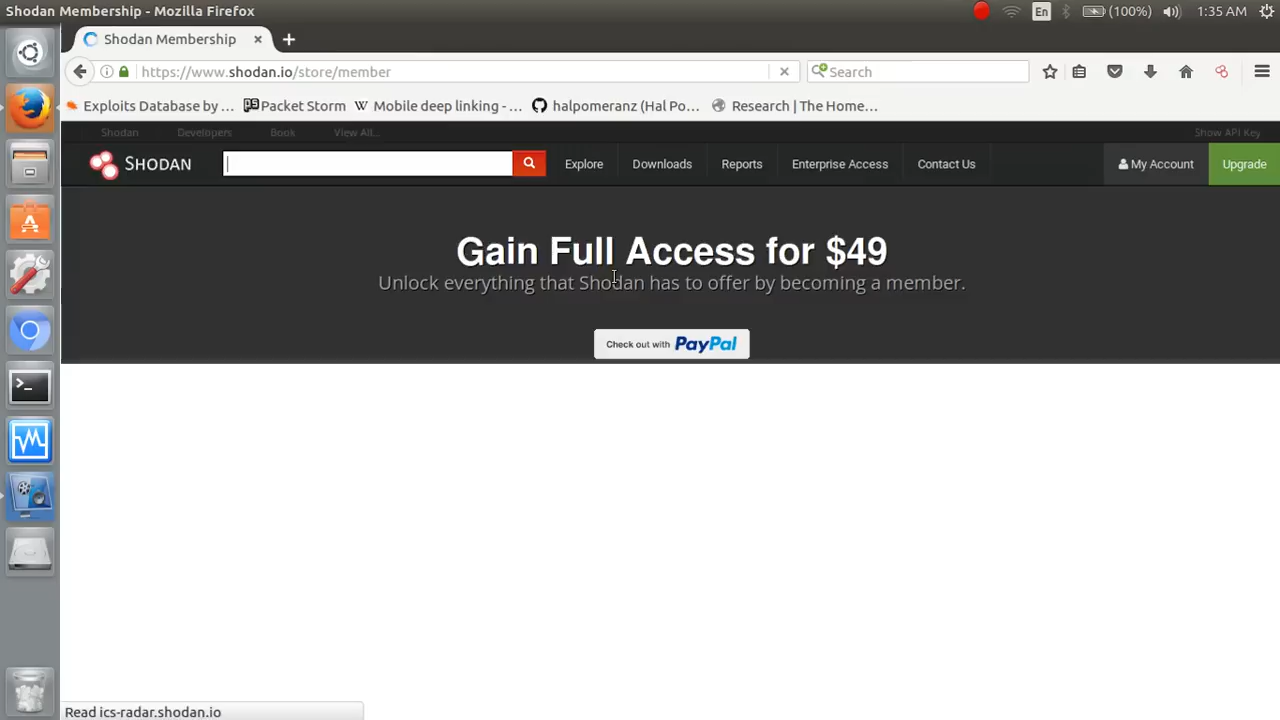 Shodan Membership - Mozilla Firefox
En
(100%)
1:35 AM
Shodan Membership
https://www.shodan.io/store/member
Search
Exploits Database by ...
Packet Storm
W Mobile deep linking - ...
halpomeranz (Hal Po...
Research | The Home...
Shodan
Developers
Book
View All...
Show API Key
SHODAN
Explore
Downloads
Reports
Enterprise Access
Contact Us
My Account
Upgrade
Gain Full Access for $49
Unlock everything that Shodan has to offer by becoming a member.
Check out with PayPal
Read ics-radar.shodan.io